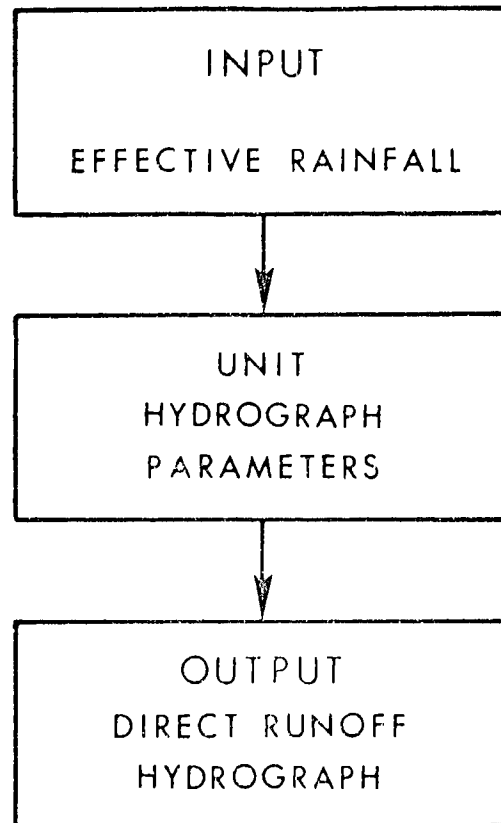 INPUT
EFFECTIVE RAINFALL
UNIT
HYDROGRAPH
PARAMETERS
OUTPUT
DIRECT RUNOFF
HYDROGRAPH